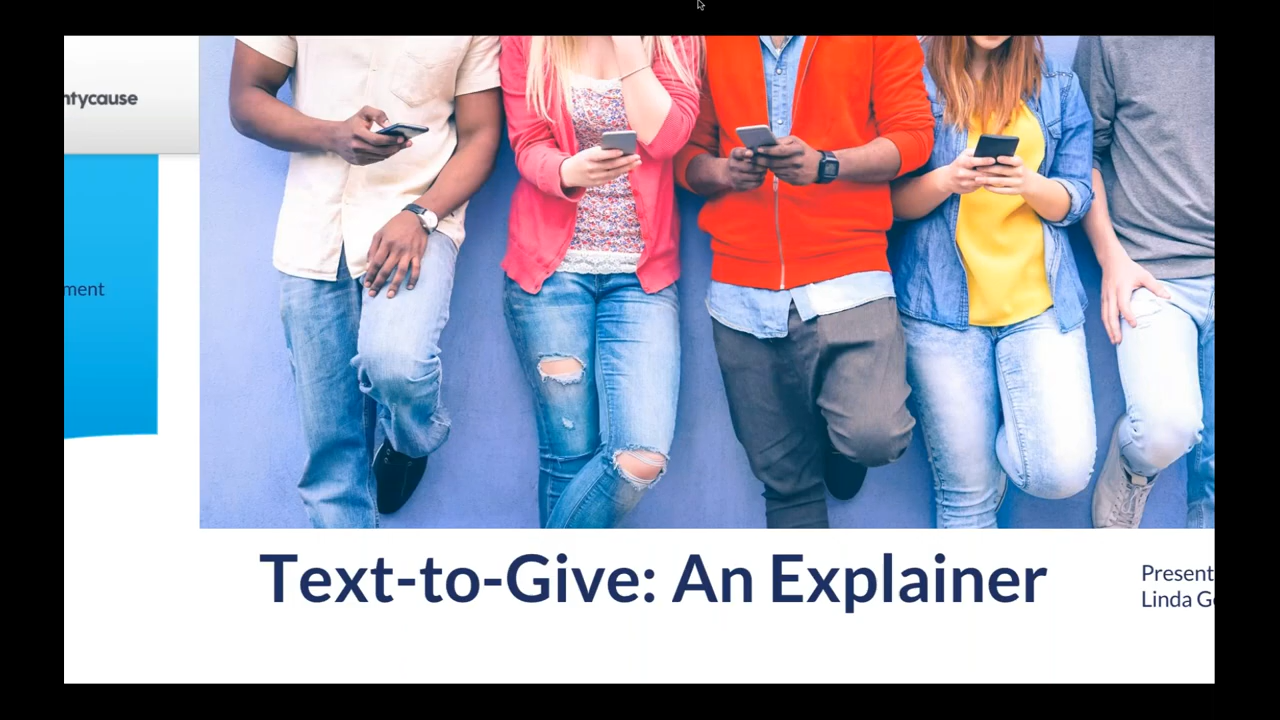 ntycause
ment
Text-to-Give: An Explainer
Present
Linda G